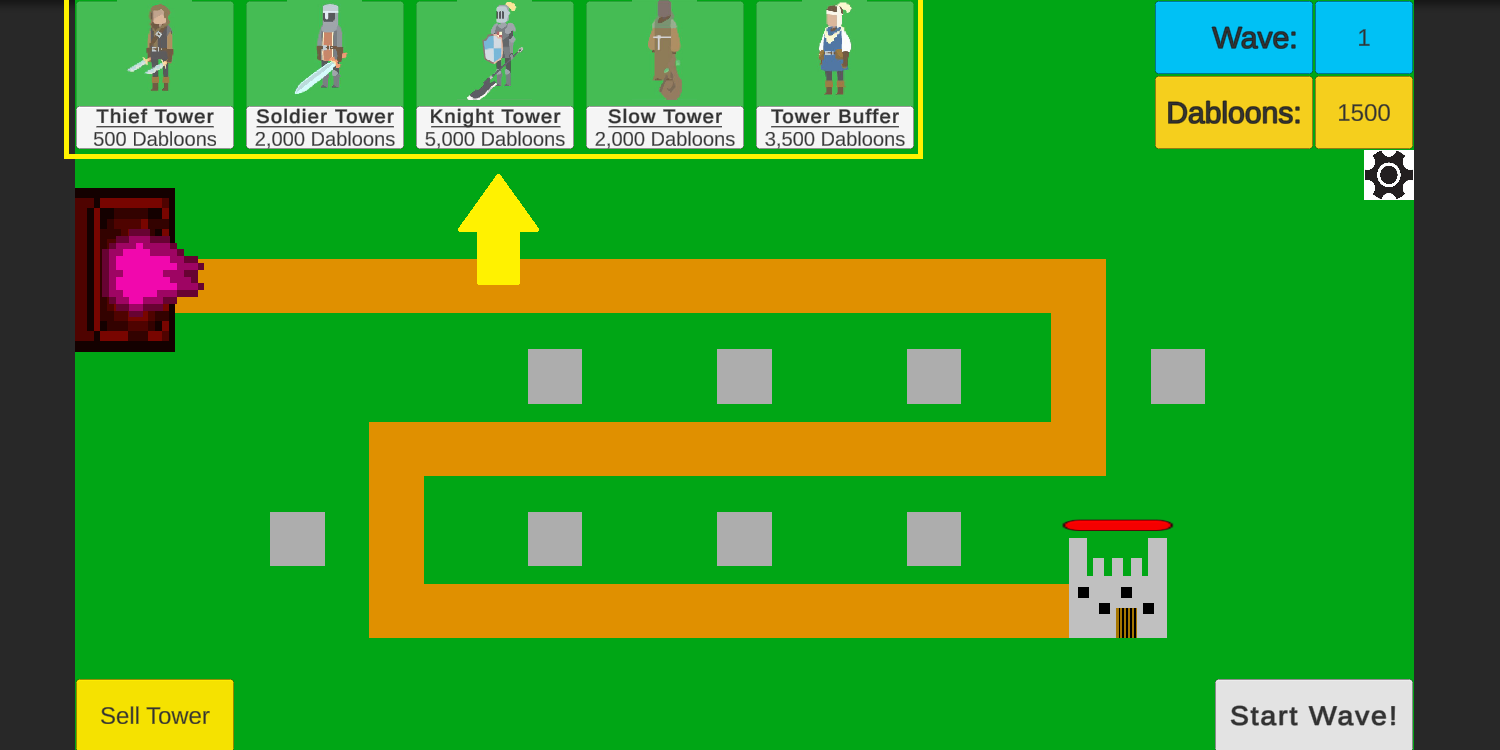 Thief Tower
500 Dabloons
Soldier Tower
2,000 Dabloons
Knight Tower
5,000 Dabloons
Slow Tower
2,000 Dabloons
Tower Buffer
3,500 Dabloons
Wave:
1
Dabloons:
1500
Sell Tower
Start Wave!